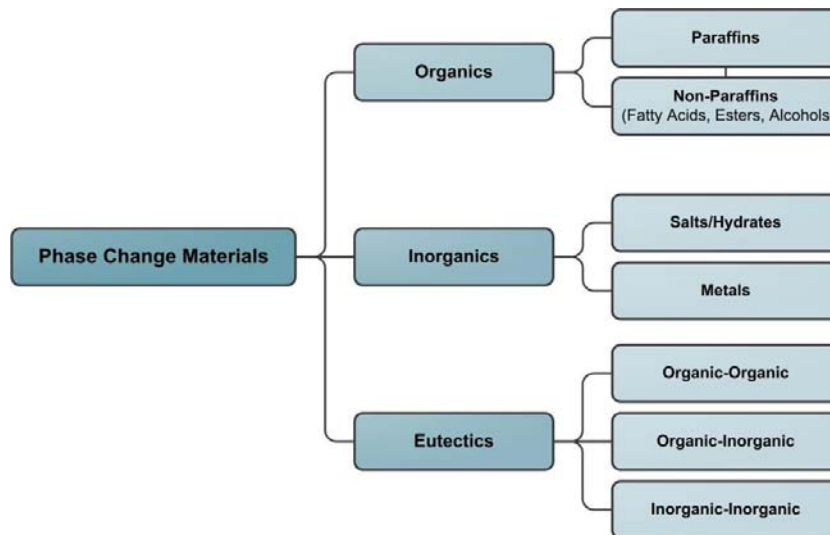 Phase Change Materials
Organics
Paraffins
Non-Paraffins
(Fatty Acids, Esters, Alcohols
Inorganics
Salts/Hydrates
Metals
Eutectics
Organic-Organic
Organic-Inorganic
Inorganic-Inorganic